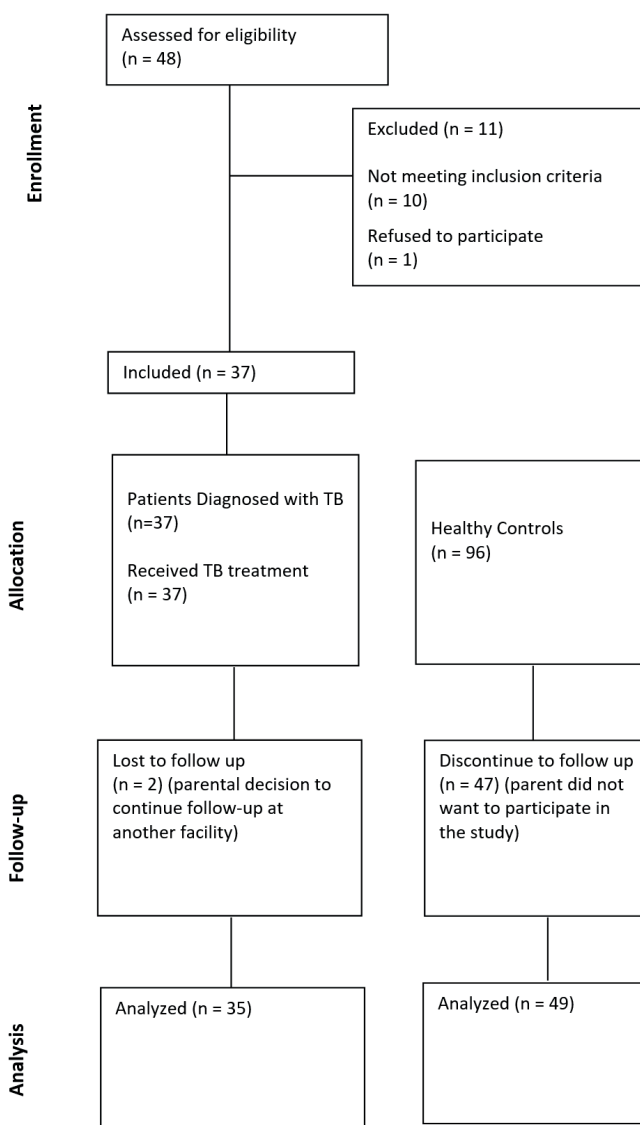 Assessed for eligibility
(n = 48)
Enrollment
Excluded (n = 11)
Not meeting inclusion criteria
(n = 10)
Refused to participate
(n = 1)
Included (n = 37)
Allocation
Patients Diagnosed with TB
(n=37)
Received TB treatment
(n = 37)
Healthy Controls
(n = 96)
Follow-up
Lost to follow up
(n = 2) (parental decision to
continue follow-up at
another facility)
Discontinue to follow up
(n = 47) (parent did not
want to participate in
the study)
Analysis
Analyzed (n = 35)
Analyzed (n = 49)